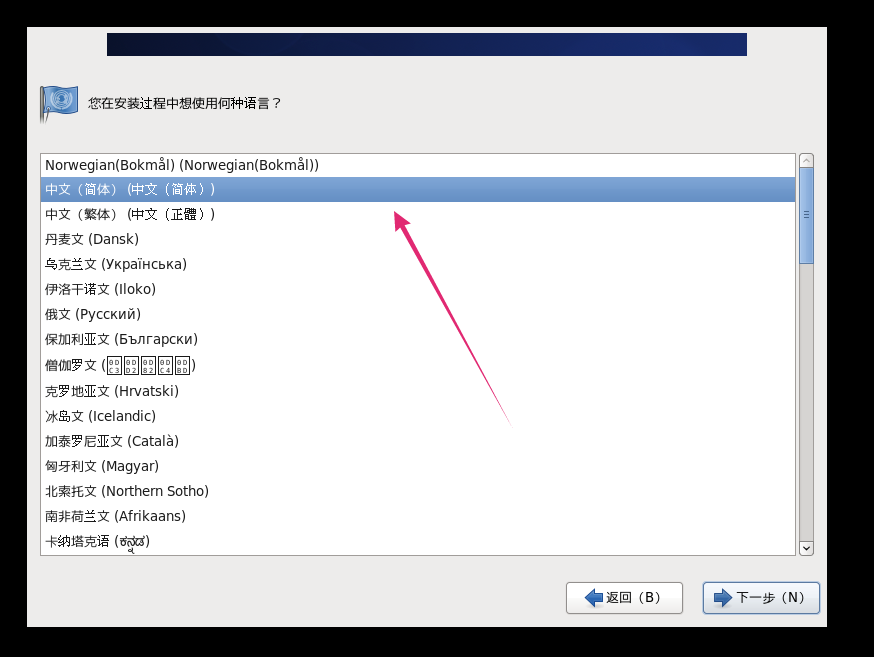 您在安装过程中想使用何种语言？
Norwegian(Bokmål) (Norwegian(Bokmål))
中文（简体） (中文（简体）)
中文（繁体） (中文（正體）)
丹麦文 (Dansk)
乌克兰文 (Українська)
伊洛干诺文 (Iloko)
俄文 (Русский)
保加利亚文 (Български)
僧伽罗文 (0DC3 0DD2 0D82 0DC4 0DBD)
克罗地亚文 (Hrvatski)
冰岛文 (Icelandic)
加泰罗尼亚文 (Català)
匈牙利文 (Magyar)
北索托文 (Northern Sotho)
南非荷兰文 (Afrikaans)
卡纳塔克语 (ಕನ್ನಡ)
返回（B）
下一步（N）